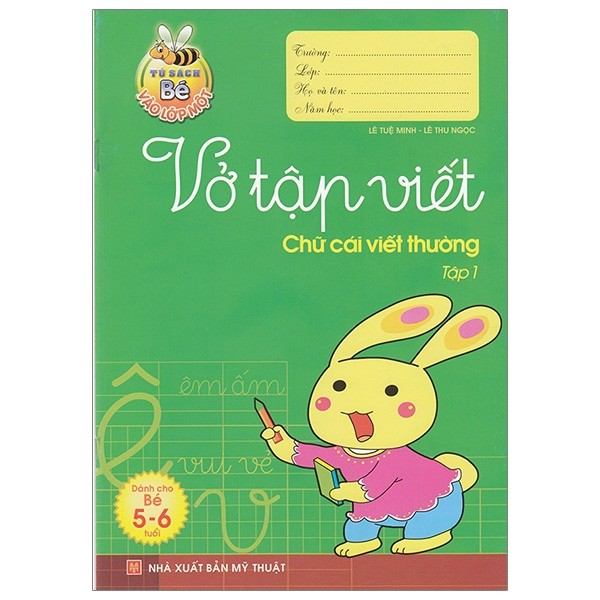 TỦ SÁCH
Bé
VÀO LỚP MỘT
Trường:
Lớp:
Họ và tên:
Năm học:
LÊ TUỆ MINH - LÊ THU NGỌC
Vở tập viết
Chữ cái viết thường
Tập 1
ê
êm ấm
vui vẻ
v
Dành cho
Bé
5-6
tuổi
MT
NHÀ XUẤT BẢN MỸ THUẬT